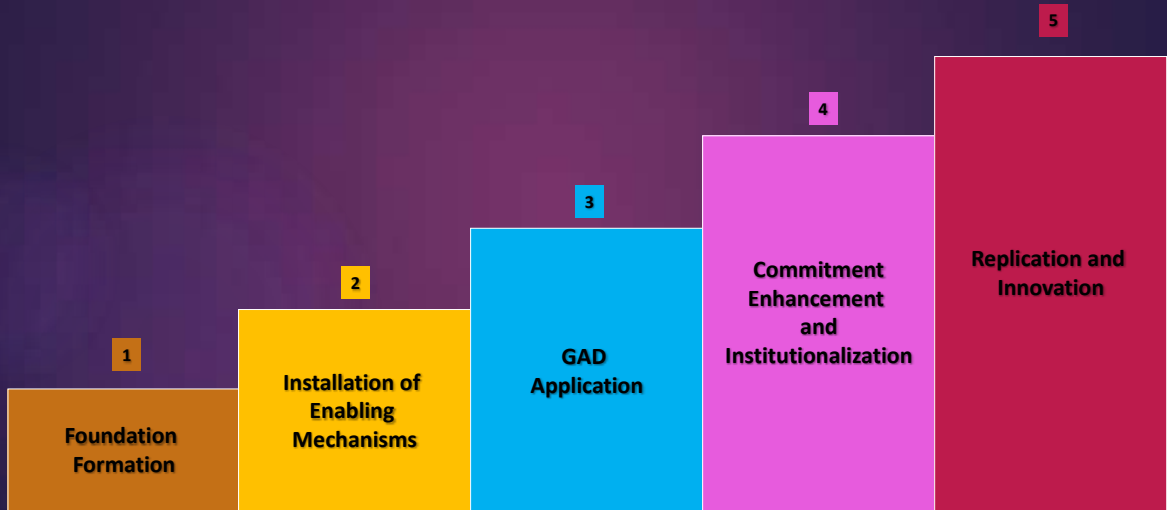 1
Foundation
Formation
2
Installation of
Enabling
Mechanisms
3
GAD
Application
4
Commitment
Enhancement
and
Institutionalization
5
Replication and
Innovation